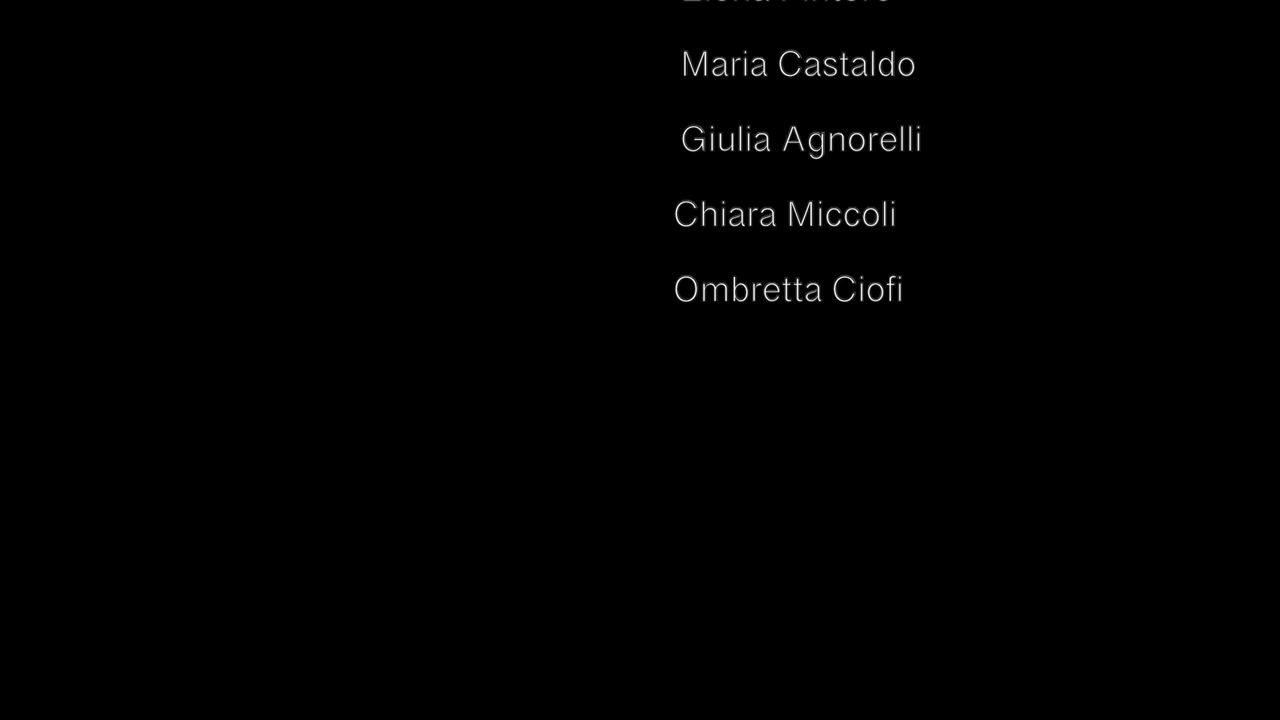 Maria Castaldo
Giulia Agnorelli
Chiara Miccoli
Ombretta Ciofi